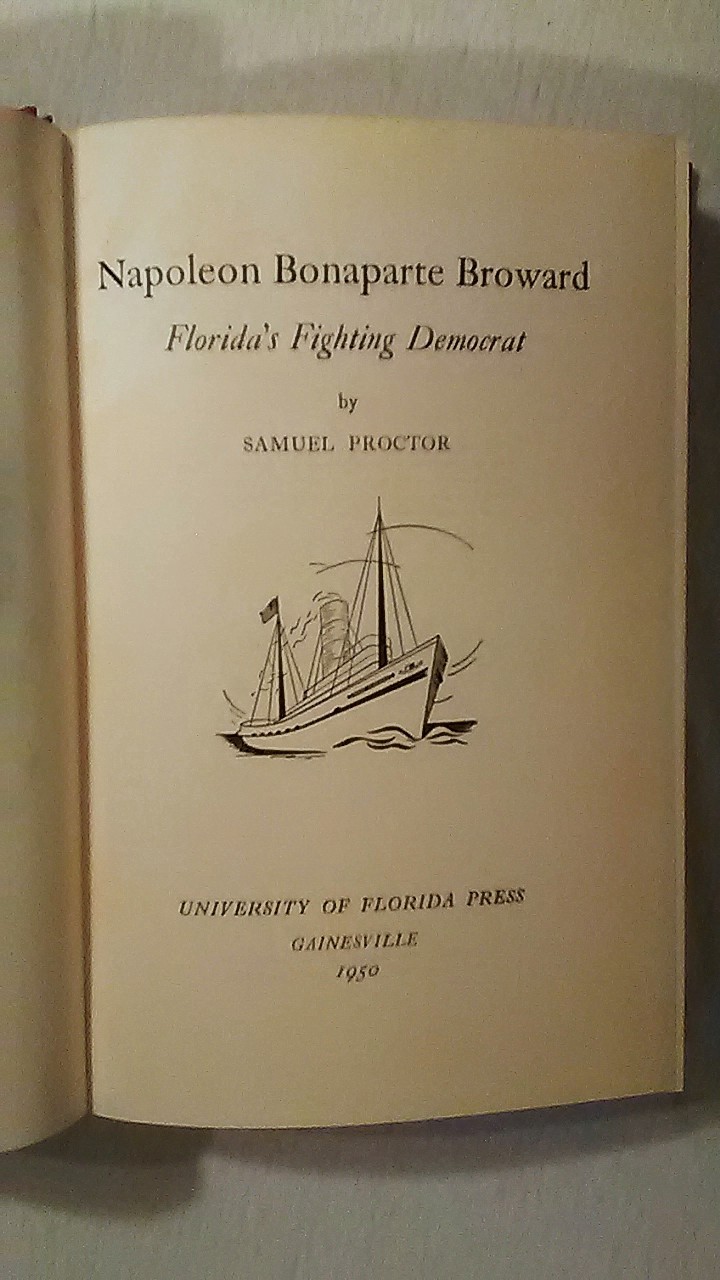 Napoleon Bonaparte Broward
Florida's Fighting Democrat
by
SAMUEL PROCTOR
UNIVERSITY OF FLORIDA PRESS
GAINESVILLE
1950